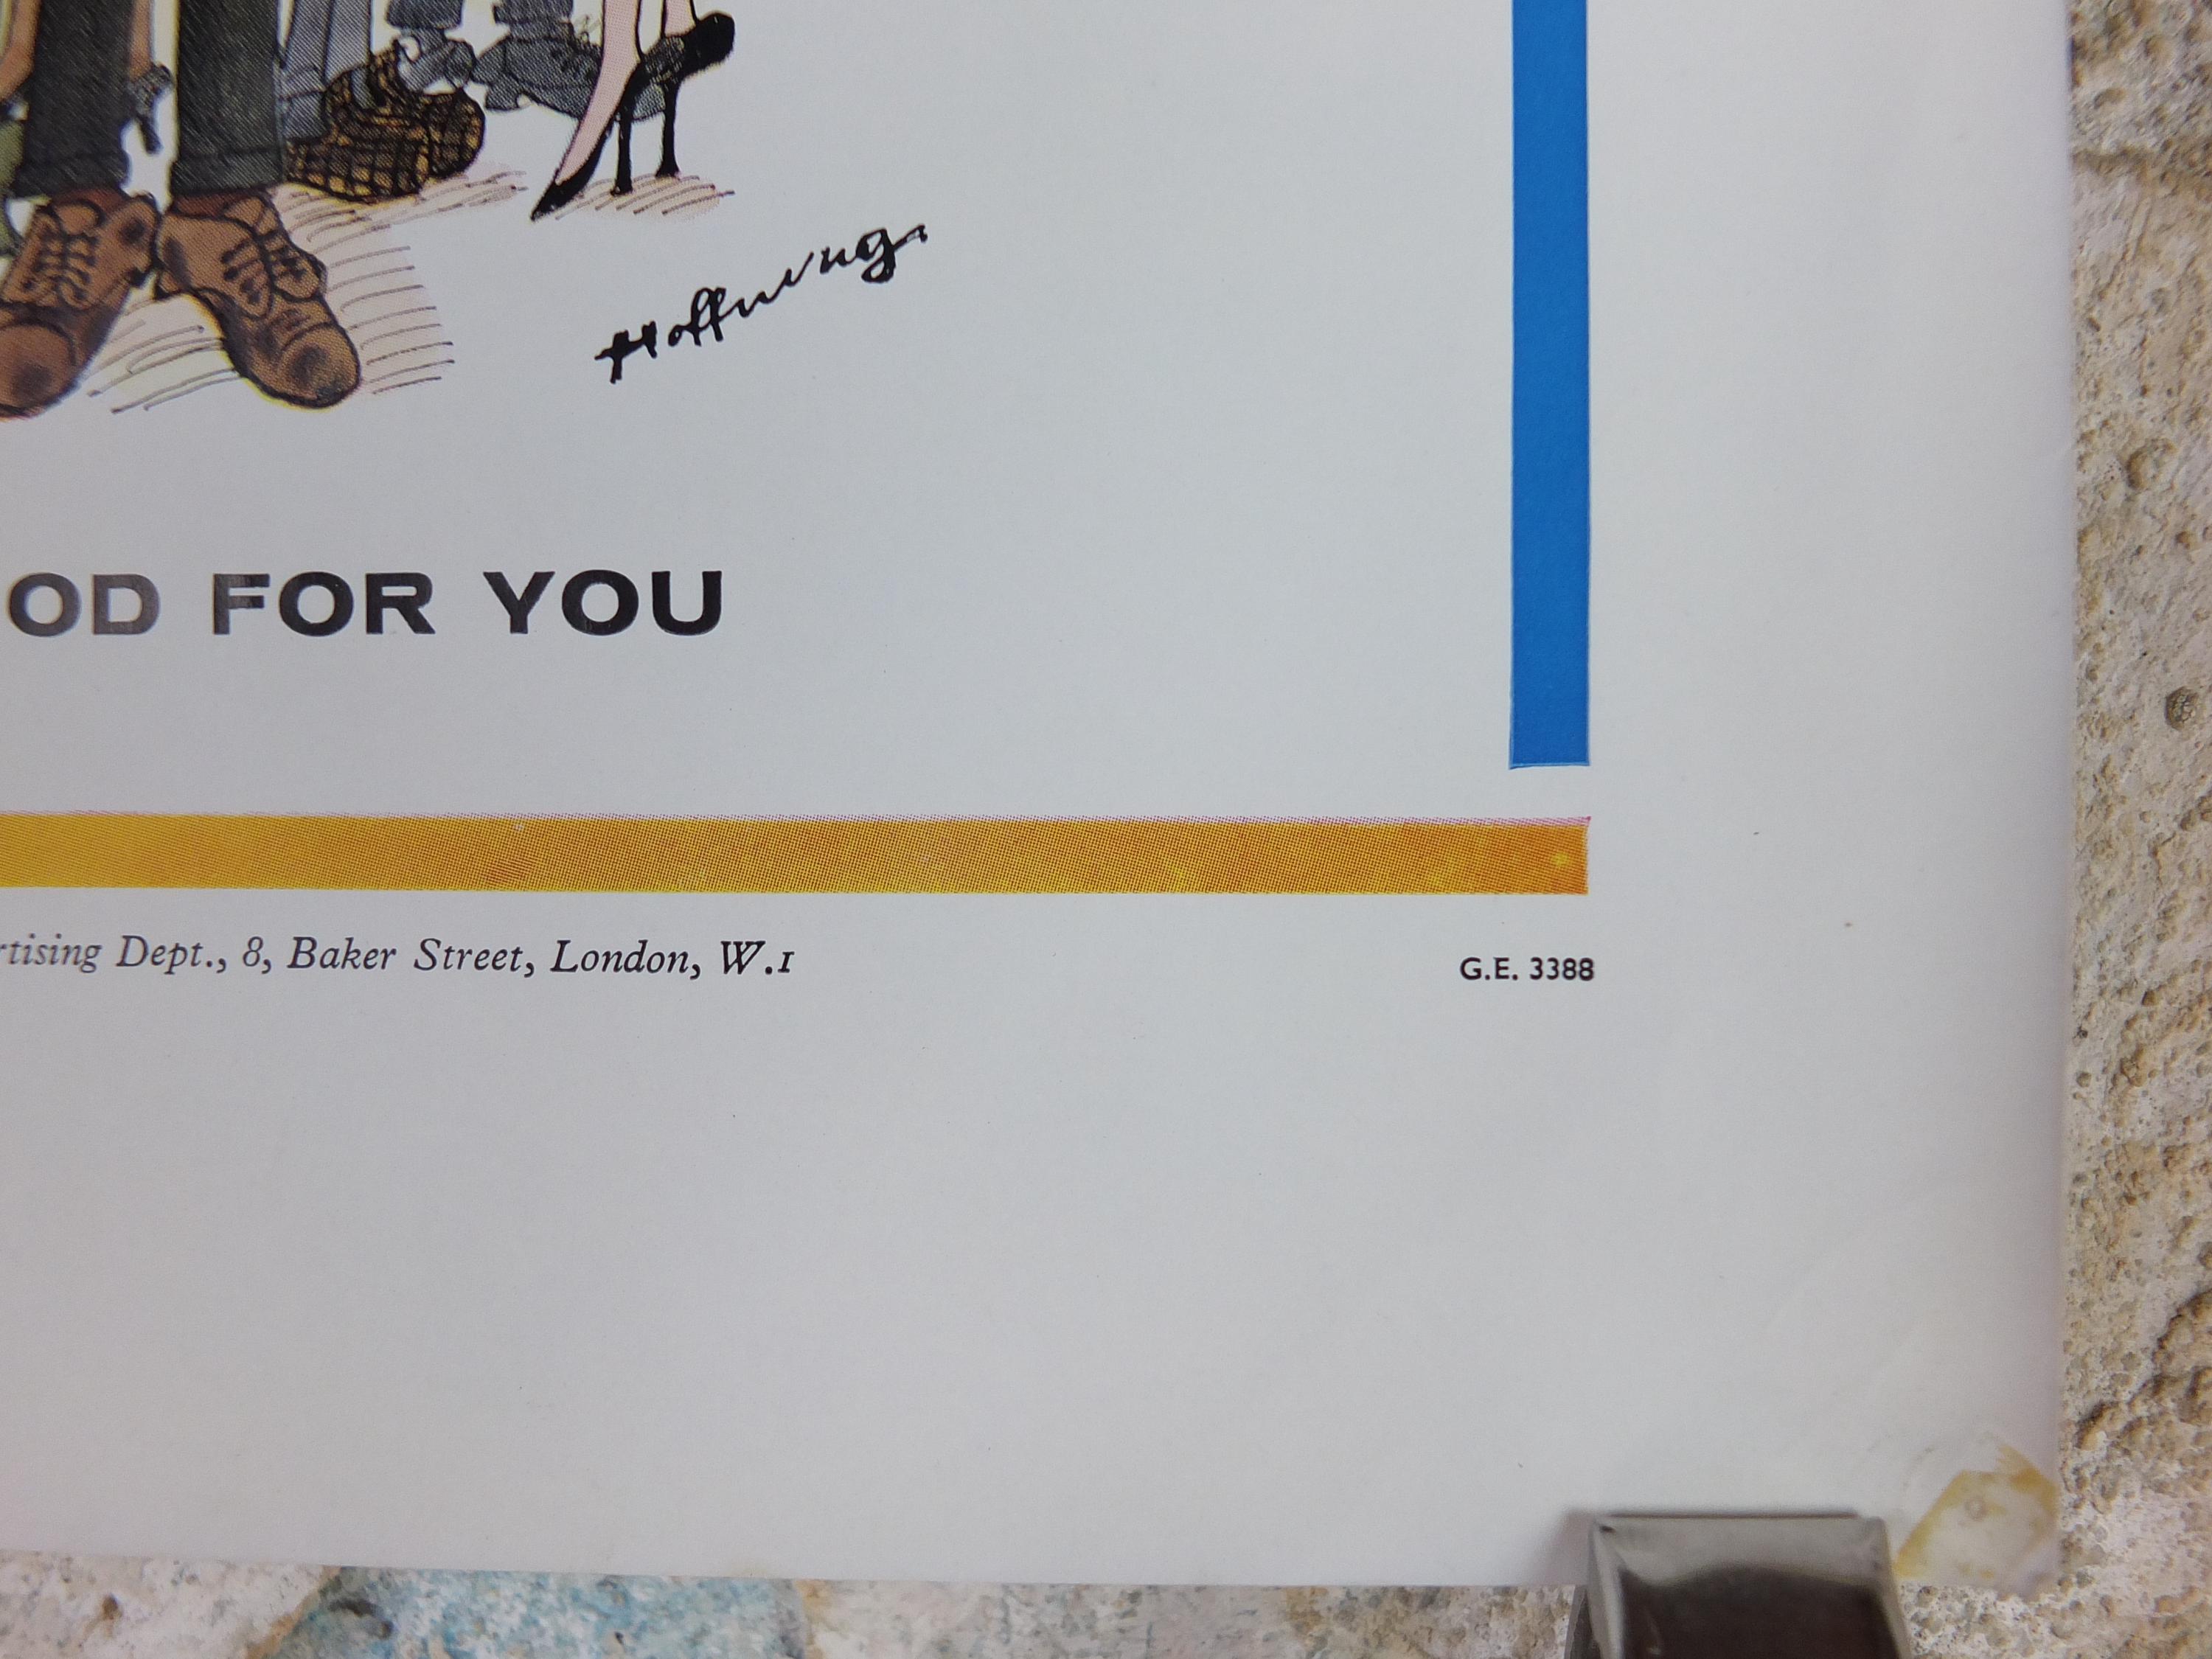 Hoffnung.
OD FOR YOU
rtising Dept., 8, Baker Street, London, W.1
G.E. 3388